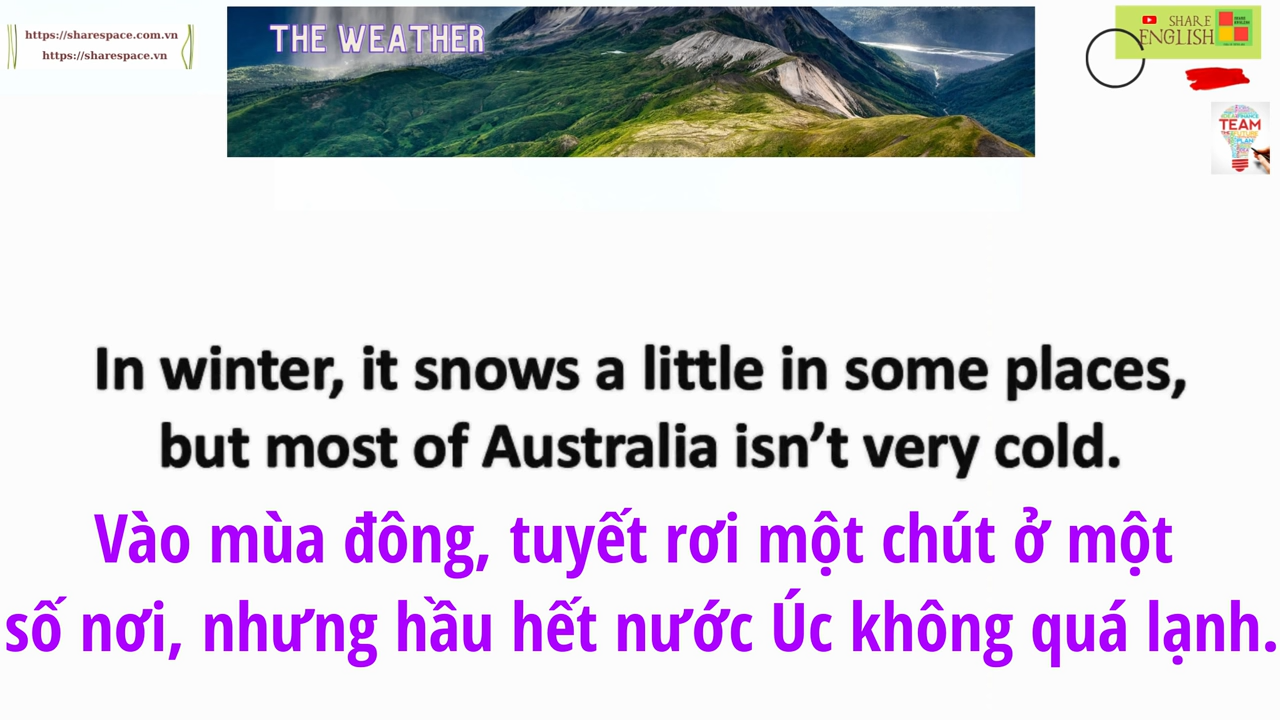 https://sharespace.com.vn
https://sharespace.vn
THE WEATHER
SHARE
ENGLISH
TEAM
PLAN
In winter, it snows a little in some places,
but most of Australia isn’t very cold.
Vào mùa đông, tuyết rơi một chút ở một
số nơi, nhưng hầu hết nước Úc không quá lạnh.